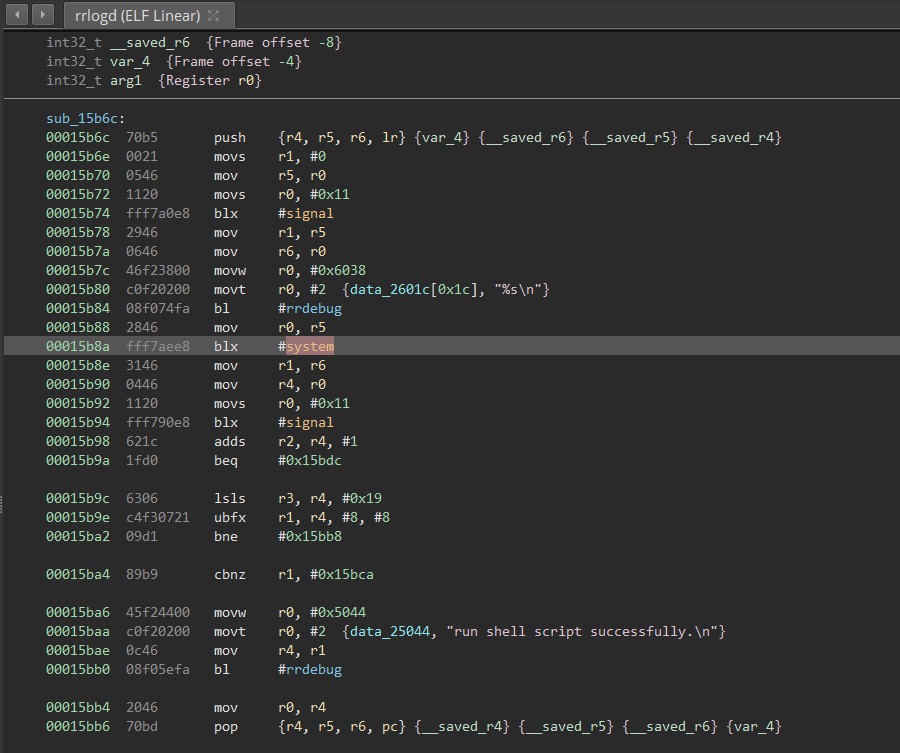 rrlogd (ELF Linear)
int32_t __saved_r6 {Frame offset -8}
int32_t var_4 {Frame offset -4}
int32_t arg1 {Register r0}
sub_15b6c:
00015b6c 70b5 push {r4, r5, r6, lr} {var_4} {__saved_r6} {__saved_r5} {__saved_r4}
00015b6e 0021 movs r1, #0
00015b70 0546 mov r5, r0
00015b72 1120 movs r0, #0x11
00015b74 fff7a0e8 blx #signal
00015b78 2946 mov r1, r5
00015b7a 0646 mov r6, r0
00015b7c 46f23800 movw r0, #0x6038
00015b80 c0f20200 movt r0, #2 {data_2601c[0x1c], "%s\n"}
00015b84 08f074fa bl #rrdebug
00015b88 2846 mov r0, r5
00015b8a fff7aee8 blx #system
00015b8e 3146 mov r1, r6
00015b90 0446 mov r4, r0
00015b92 1120 movs r0, #0x11
00015b94 fff790e8 blx #signal
00015b98 621c adds r2, r4, #1
00015b9a 1fd0 beq #0x15bdc
00015b9c 6306 lsls r3, r4, #0x19
00015b9e c4f30721 ubfx r1, r4, #8, #8
00015ba2 09d1 bne #0x15bb8
00015ba4 89b9 cbnz r1, #0x15bca
00015ba6 45f24400 movw r0, #0x5044
00015baa c0f20200 movt r0, #2 {data_25044, "run shell script successfully.\n"}
00015bae 0c46 mov r4, r1
00015bb0 08f05efa bl #rrdebug
00015bb4 2046 mov r0, r4
00015bb6 70bd pop {r4, r5, r6, pc} {__saved_r4} {__saved_r5} {__saved_r6} {var_4}